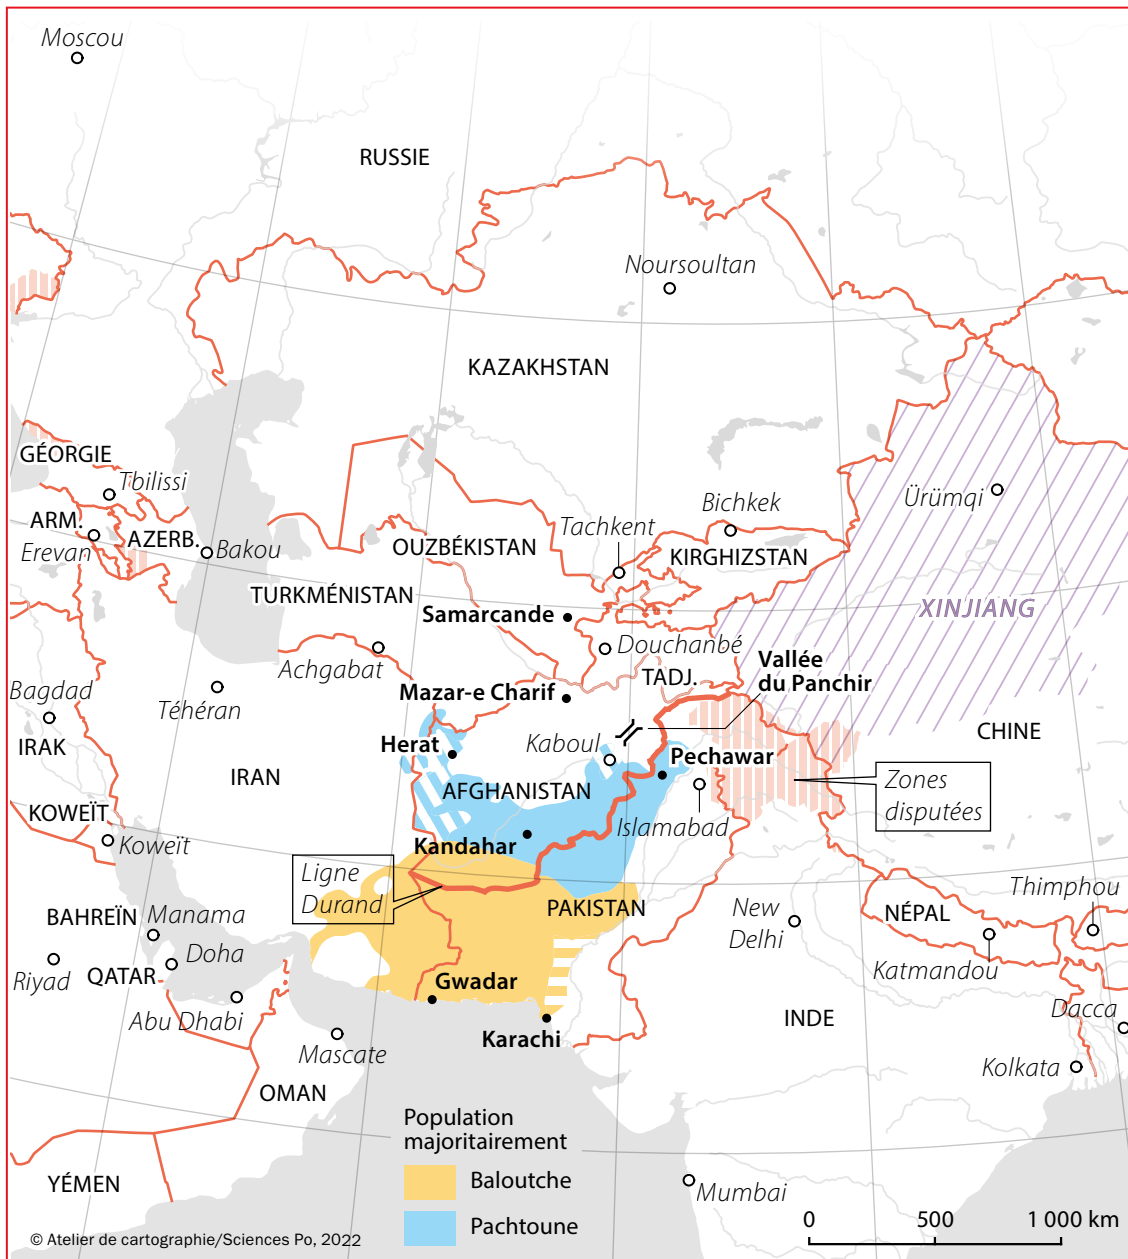 Moscou
RUSSIE
Noursoultan
KAZAKHSTAN
GÉORGIE
Tbilissi
Ürümqi
Bichkek
ARM.
Tachkent
AZERB.
OUZBÉKISTAN
Erevan
Bakou
KIRGHIZSTAN
TURKMÉNISTAN
XINJIANG
Samarcande
Douchanbé
Achgabat
Vallée
du Panchir
TADJ.
Bagdad
Mazar-e Charif
Téhéran
CHINE
IRAK
Herat
Kaboul
Pechawar
IRAN
AFGHANISTAN
Zones
disputées
KOWEÏT
Islamabad
Koweït
Kandahar
Ligne
Durand
Thimphou
BAHREÏN
Manama
PAKISTAN
New
Delhi
NÉPAL
Doha
Riyad
QATAR
Katmandou
Gwadar
Abu Dhabi
Dacca
INDE
Karachi
Mascate
Kolkata
OMAN
Population
majoritairement
Baloutche
Pachtoune
YÉMEN
Mumbai
0 500 1 000 km
© Atelier de cartographie/Sciences Po, 2022